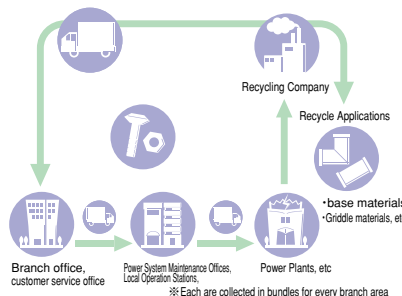 Recycling Company
Recycle Applications
・base materials
・Griddle materials, etc
Branch office,
customer service office
Power System Maintenance Offices,
Local Operation Stations,
Power Plants, etc
※Each are collected in bundles for every branch area